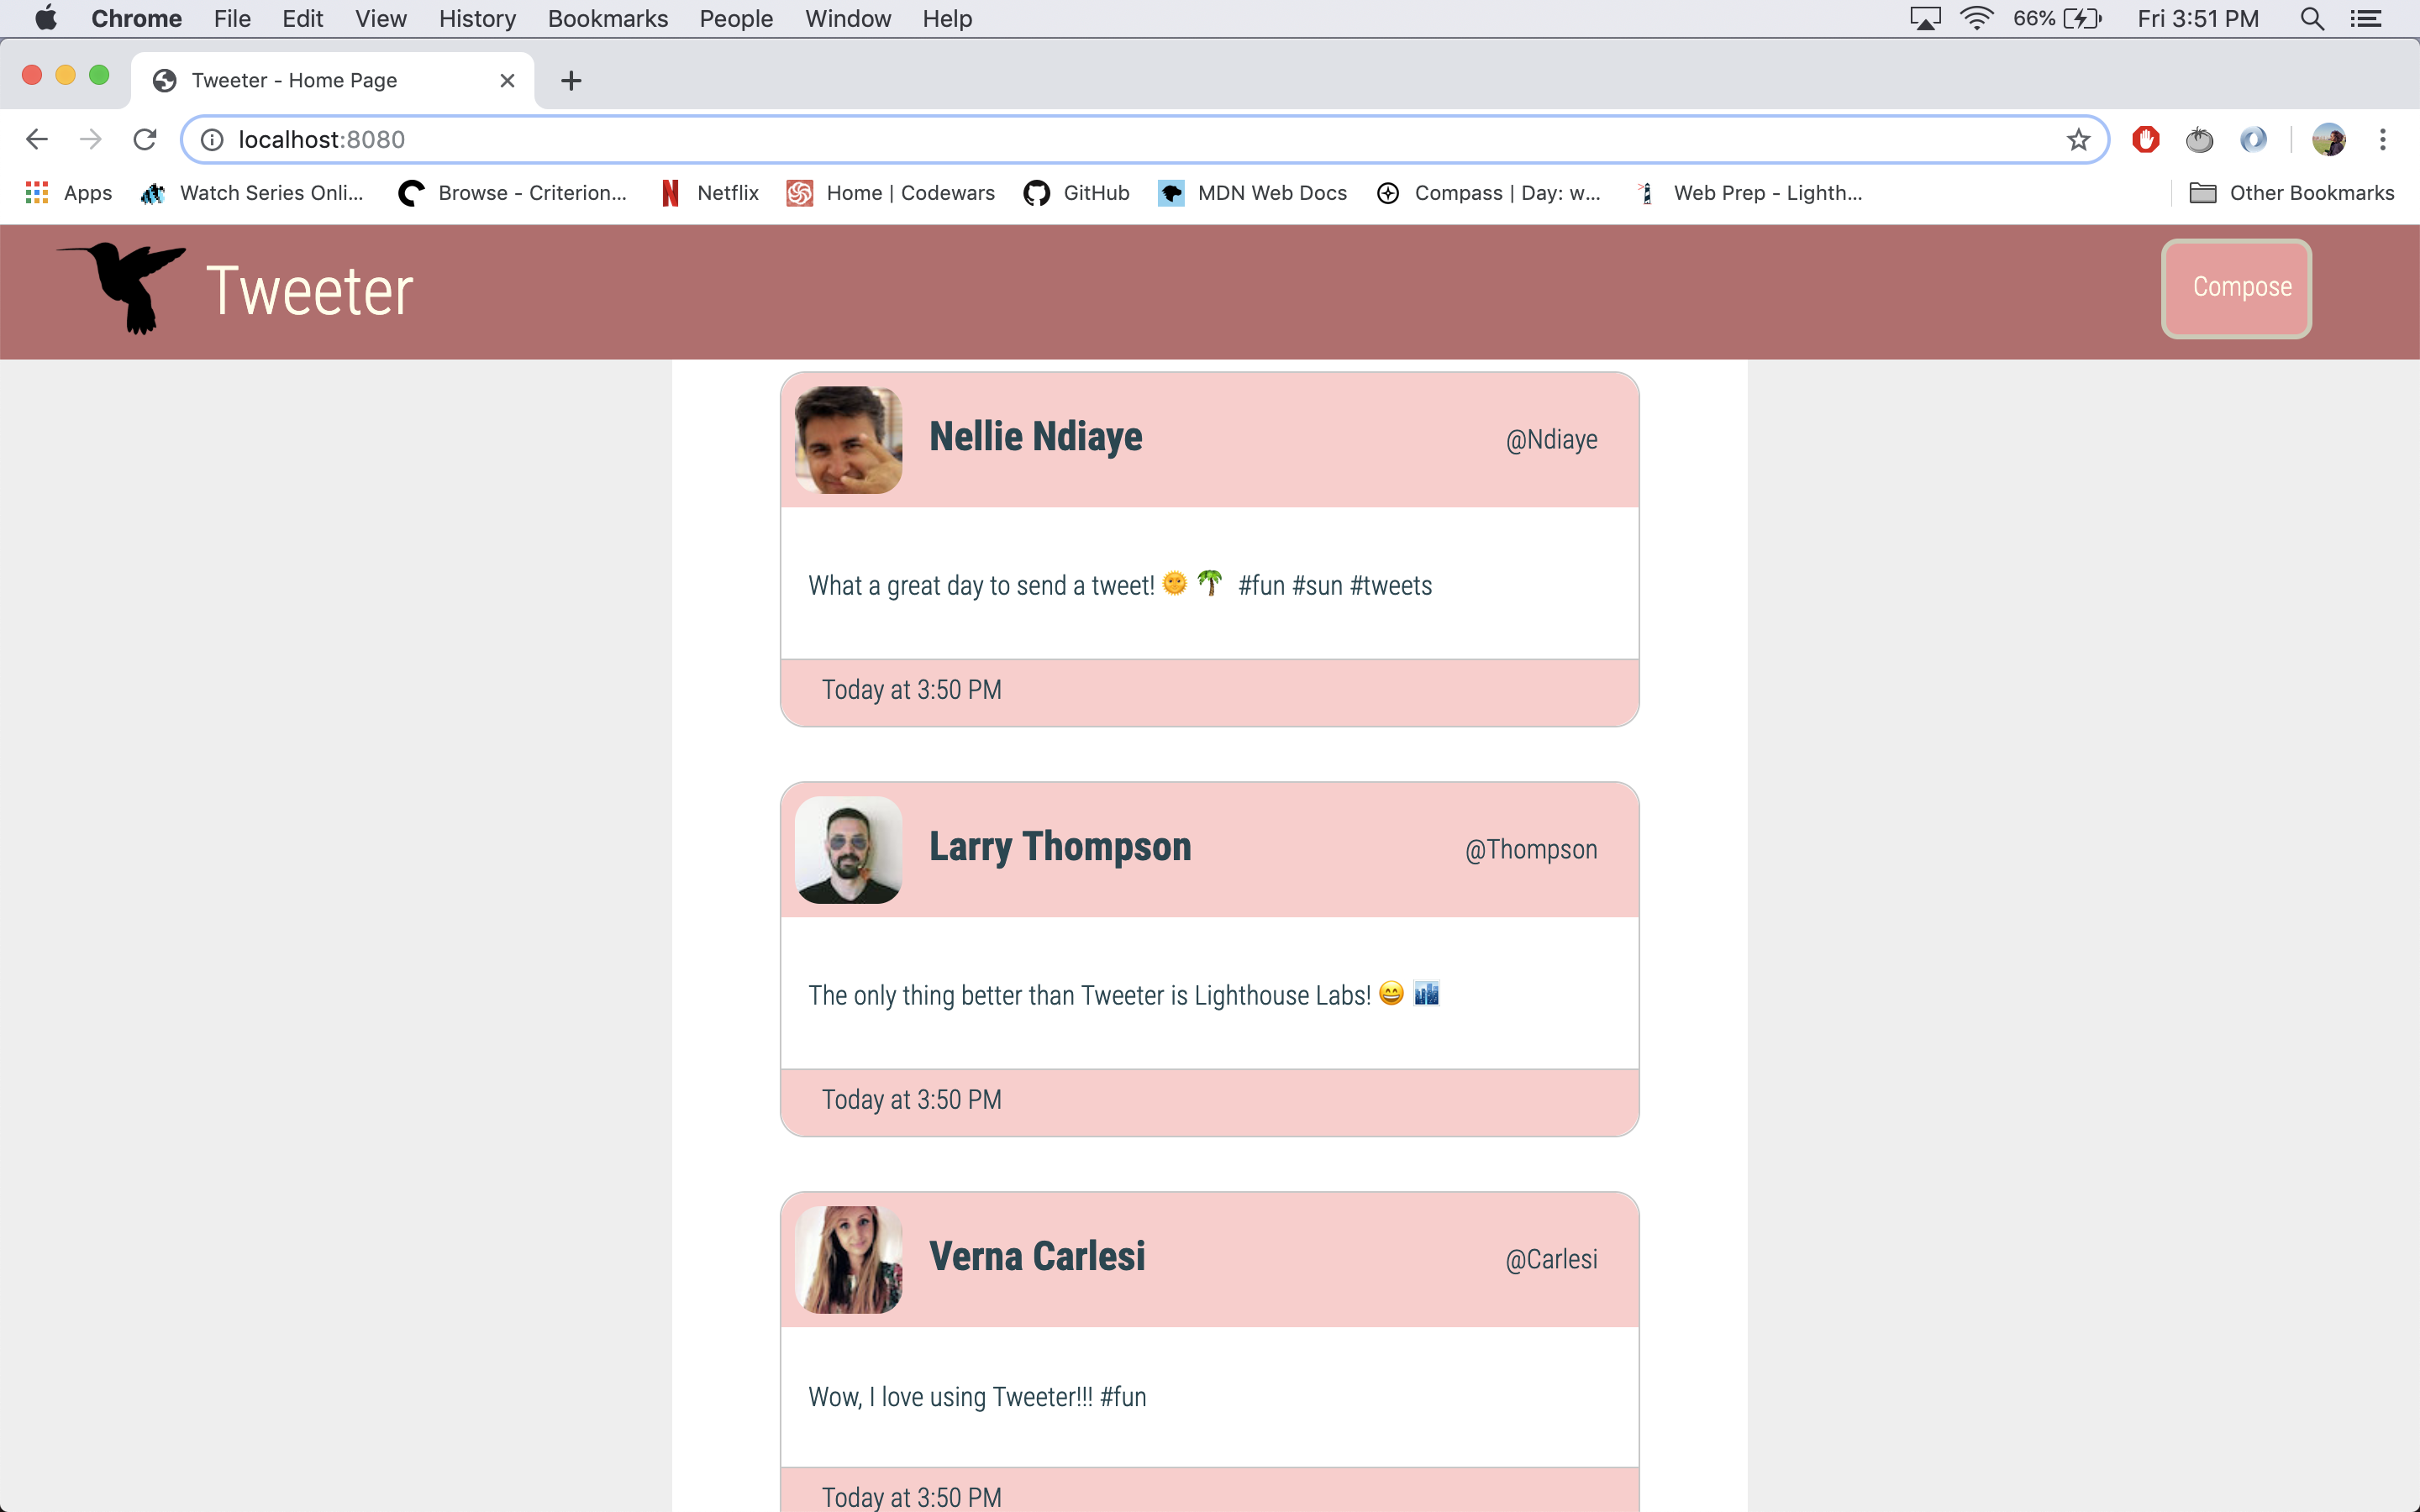 Chrome File Edit View History Bookmarks People Window Help 66% Fri 3:51 PM
Tweeter - Home Page
localhost:8080
Apps Watch Series Onli... Browse - Criterion... Netflix Home | Codewars GitHub MDN Web Docs Compass | Day: w... Web Prep - Lighth... Other Bookmarks
Tweeter Compose
Nellie Ndiaye @Ndiaye
What a great day to send a tweet! 🌞 🌴 #fun #sun #tweets
Today at 3:50 PM
Larry Thompson @Thompson
The only thing better than Tweeter is Lighthouse Labs! 😄 🏙
Today at 3:50 PM
Verna Carlesi @Carlesi
Wow, I love using Tweeter!!! #fun
Today at 3:50 PM